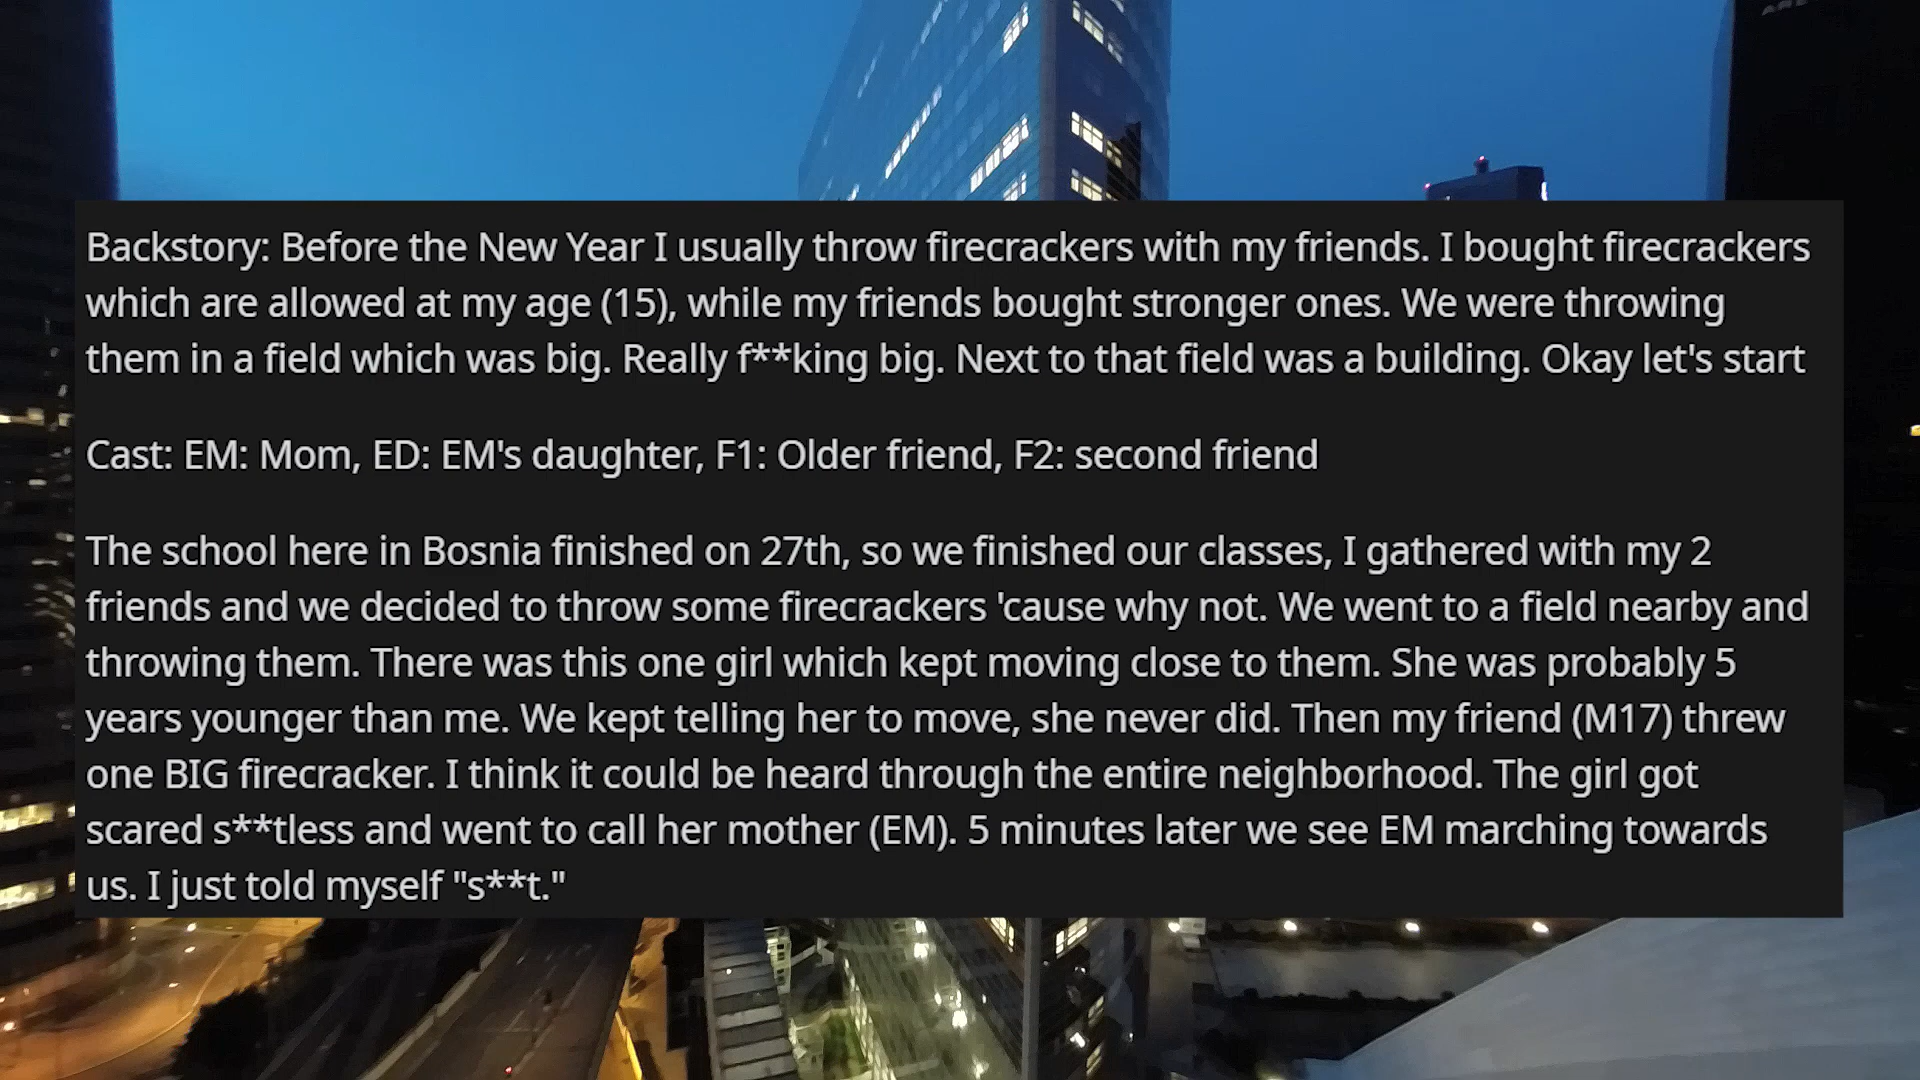 Backstory: Before the New Year I usually throw firecrackers with my friends. I bought firecrackers
which are allowed at my age (15), while my friends bought stronger ones. We were throwing
them in a field which was big. Really f**king big. Next to that field was a building. Okay let's start
Cast: EM: Mom, ED: EM's daughter, F1: Older friend, F2: second friend
The school here in Bosnia finished on 27th, so we finished our classes, I gathered with my 2
friends and we decided to throw some firecrackers 'cause why not. We went to a field nearby and
throwing them. There was this one girl which kept moving close to them. She was probably 5
years younger than me. We kept telling her to move, she never did. Then my friend (M17) threw
one BIG firecracker. I think it could be heard through the entire neighborhood. The girl got
scared s**tless and went to call her mother (EM). 5 minutes later we see EM marching towards
us. I just told myself "s**t."